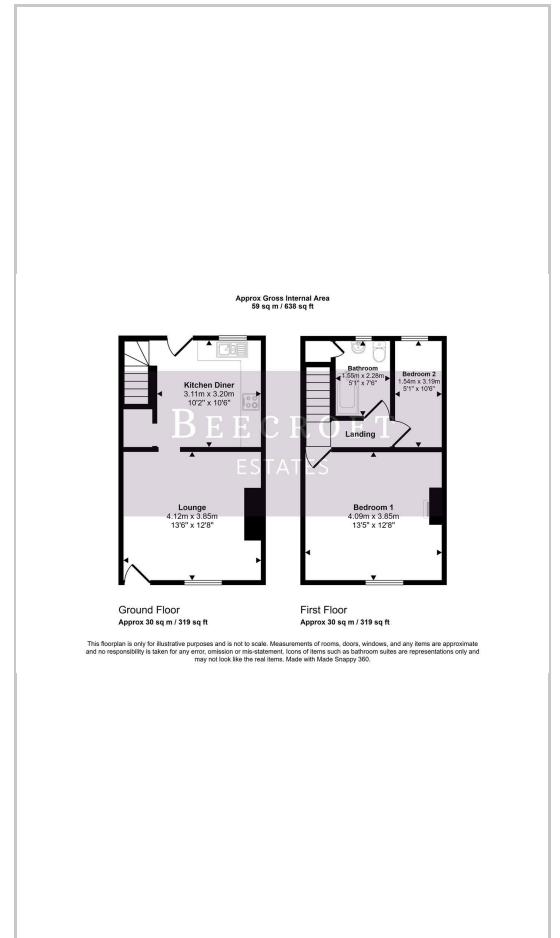 Approx Gross Internal Area
59 sq m / 638 sq ft
Kitchen Diner
3.11m x 3.20m
10'2" x 10'6"
Lounge
4.12m x 3.85m
13'6" x 12'8"
Bathroom
1.55m x 2.28m
5'1" x 7'6"
Bedroom 2
1.54m x 3.19m
5'1" x 10'6"
Landing
Bedroom 1
4.09m x 3.85m
13'5" x 12'8"
BEECROFT
ESTATES
Ground Floor
Approx 30 sq m / 319 sq ft
First Floor
Approx 30 sq m / 319 sq ft
This floorplan is only for illustrative purposes and is not to scale. Measurements of rooms, doors, windows, and any items are approximate
and no responsibility is taken for any error, omission or mis-statement. Icons of items such as bathroom suites are representations only and
may not look like the real items. Made with Made Snappy 360.